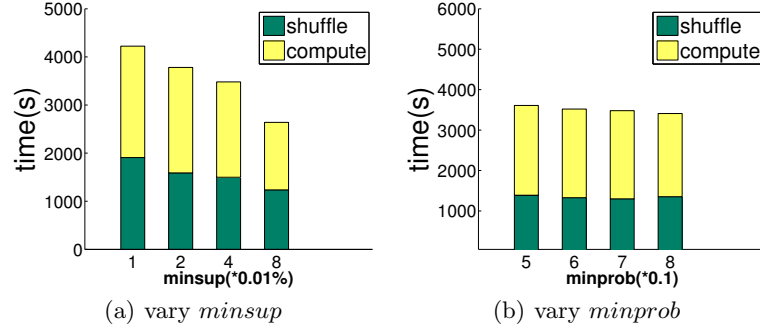 5000
4000
3000
2000
1000
0
time(s)
shuffle
compute
1 2 4 8
minsup(*0.01%)
(a) vary minsup
6000
5000
4000
3000
2000
1000
time(s)
shuffle
compute
5 6 7 8
minprob(*0.1)
(b) vary minprob